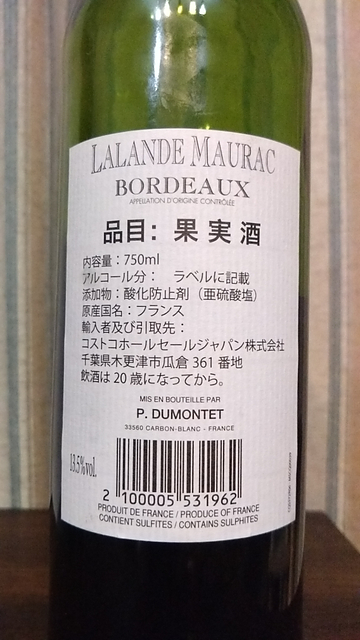 LALANDE MAURAC
BORDEAUX
APPELLATION D'ORIGINE CONTRÔLÉE
品目: 果実酒
内容量：750ml
アルコール分：　ラベルに記載
添加物：酸化防止剤（亜硫酸塩）
原産国名：フランス
輸入者及び引取先：
コストコホールセールジャパン株式会社
千葉県木更津市瓜倉 361 番地
飲酒は 20 歳になってから。
MIS EN BOUTEILLE PAR
P. DUMONTET
33560 CARBON-BLANC - FRANCE
13.5%vol.
2 100005 531962
PRODUIT DE FRANCE / PRODUCE OF FRANCE
CONTIENT SULFITES / CONTAINS SULPHITES